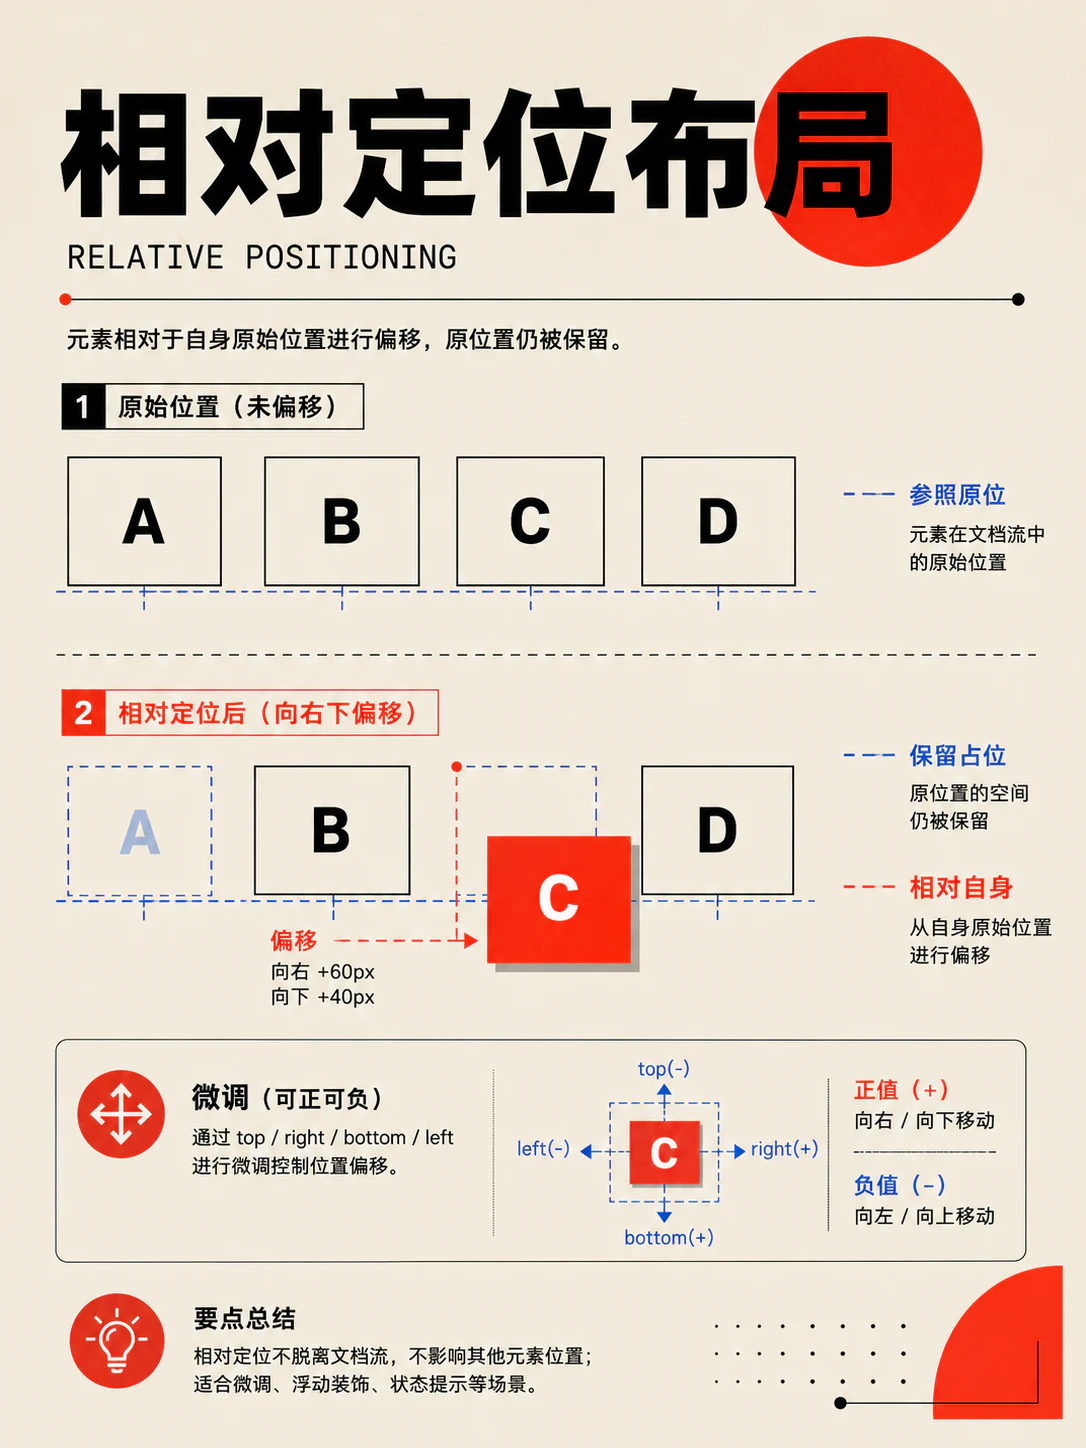 相对定位布局
RELATIVE POSITIONING
元素相对于自身原始位置进行偏移，原位置仍被保留。
1 原始位置（未偏移）
A B C D
参照原位
元素在文档流中
的原始位置
2 相对定位后（向右下偏移）
A B C D
保留占位
原位置的空间
仍被保留
相对自身
从自身原始位置
进行偏移
偏移
向右 +60px
向下 +40px
微调（可正可负）
通过 top / right / bottom / left
进行微调控制位置偏移。
top(-)
left(-) C right(+)
bottom(+)
正值（+）
向右 / 向下移动
负值（-）
向左 / 向上移动
要点总结
相对定位不脱离文档流，不影响其他元素位置；
适合微调、浮动装饰、状态提示等场景。